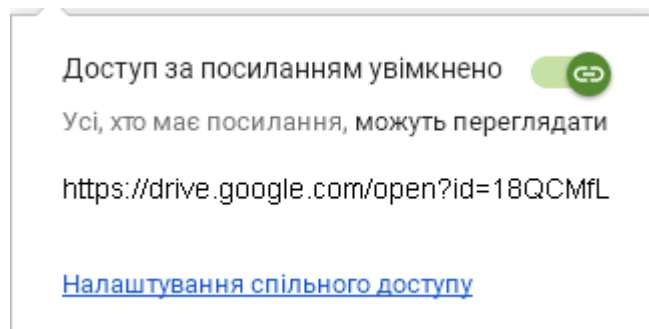 Доступ за посиланням увімкнено
Усі, хто має посилання, можуть переглядати
https://drive.google.com/open?id=18QCMfL
Налаштування спільного доступу